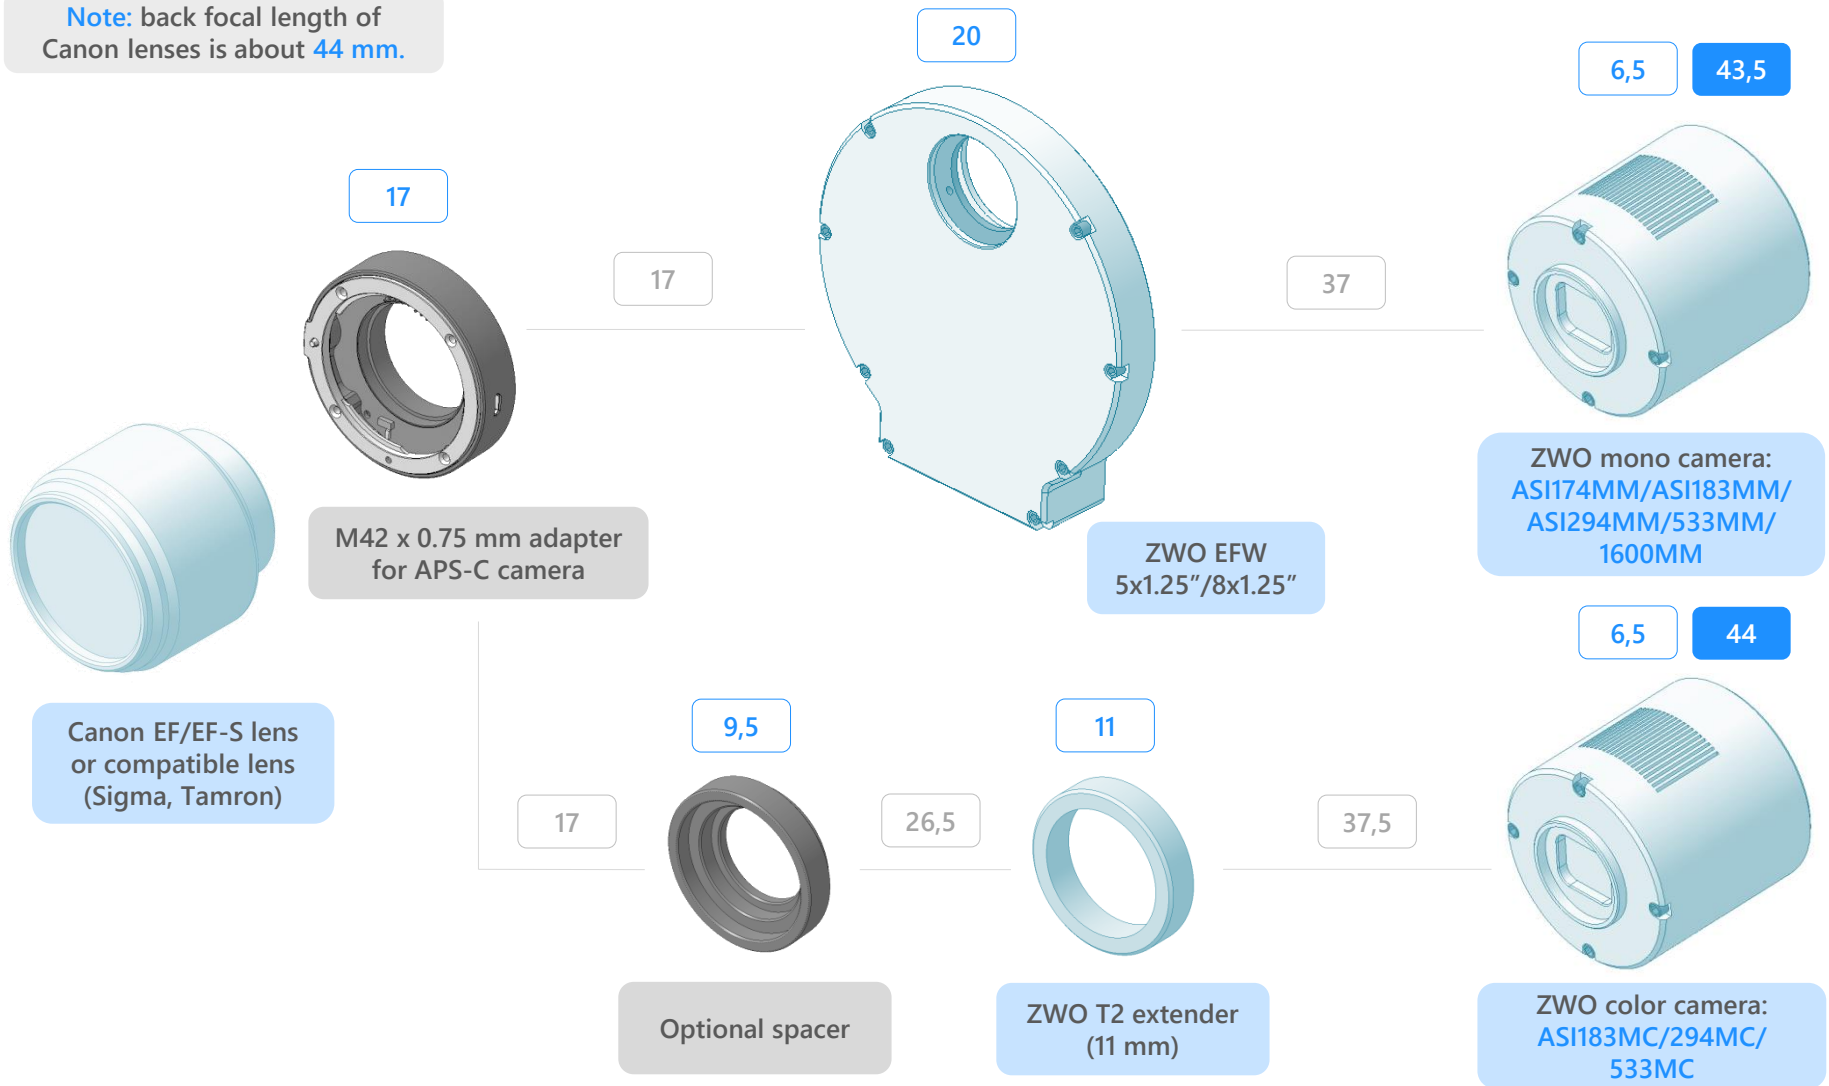 Note: back focal length of
Canon lenses is about 44 mm.
20
6,5
43,5
17
17
37
M42 x 0.75 mm adapter
for APS-C camera
ZWO EFW
5x1.25”/8x1.25”
ZWO mono camera:
ASI174MM/ASI183MM/
ASI294MM/533MM/
1600MM
Canon EF/EF-S lens
or compatible lens
(Sigma, Tamron)
9,5
11
6,5
44
17
26,5
37,5
Optional spacer
ZWO T2 extender
(11 mm)
ZWO color camera:
ASI183MC/294MC/
533MC